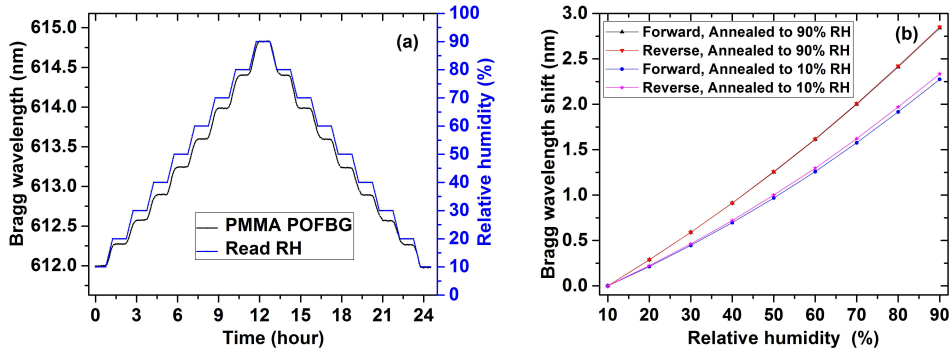 (a)
615.0
614.5
614.0
613.5
613.0
612.5
612.0
Bragg wavelength (nm)
100
90
80
70
60
50
40
30
20
10
0
Relative humidity (%)
PMMA POFBG
Read RH
0 3 6 9 12 15 18 21 24
Time (hour)
(b)
3.0
2.5
2.0
1.5
1.0
0.5
0.0
Bragg wavelength shift (nm)
Forward, Annealed to 90% RH
Reverse, Annealed to 90% RH
Forward, Annealed to 10% RH
Reverse, Annealed to 10% RH
10 20 30 40 50 60 70 80 90
Relative humidity (%)